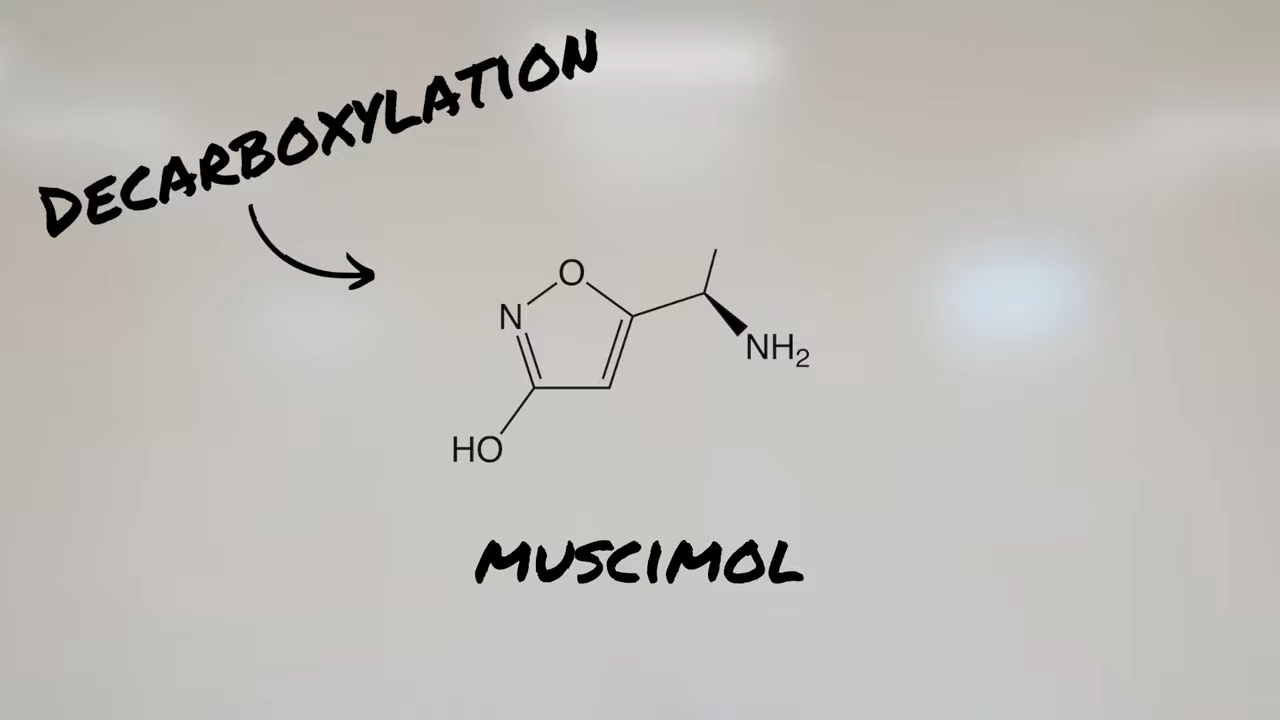 DECARBOXYLATION
O
N
NH₂
HO
MUSCIMOL